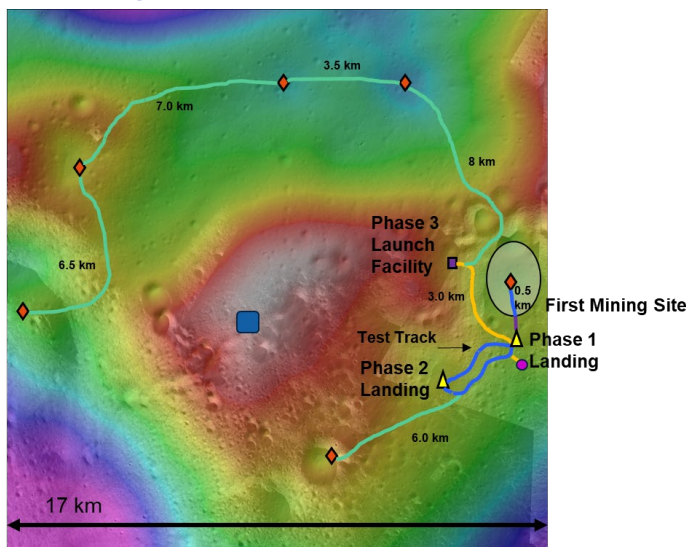 3.5 km
7.0 km
8 km
Phase 3
Launch
Facility
6.5 km
0.5
km
3.0 km
First Mining Site
Test Track
Phase 1
Landing
Phase 2
Landing
6.0 km
17 km